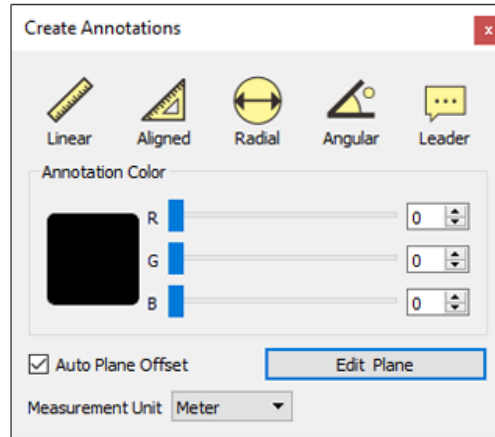 Create Annotations
x
Linear Aligned Radial Angular Leader
Annotation Color
R 0
G 0
B 0
Auto Plane Offset Edit Plane
Measurement Unit Meter